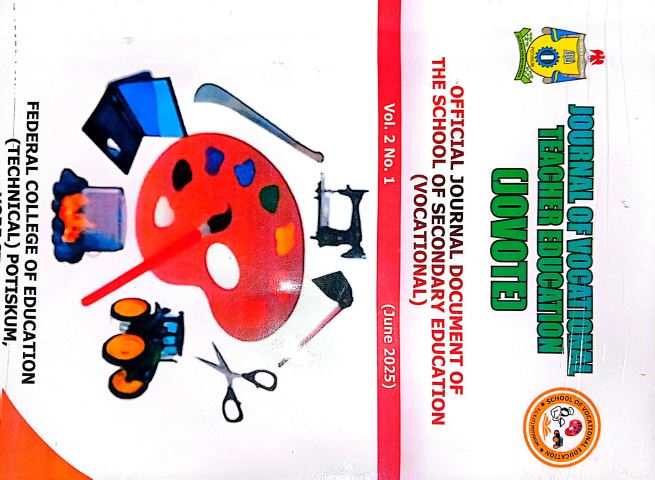 JOURNAL OF VOCATIONAL
TEACHER EDUCATION
(JOVOTE)
OFFICIAL JOURNAL DOCUMENT OF
THE SCHOOL OF SECONDARY EDUCATION
(VOCATIONAL)
Vol. 2 No. 1 (June 2025)
FEDERAL COLLEGE OF EDUCATION
(TECHNICAL) POTISKUM,
SCHOOL OF VOCATIONAL EDUCATION